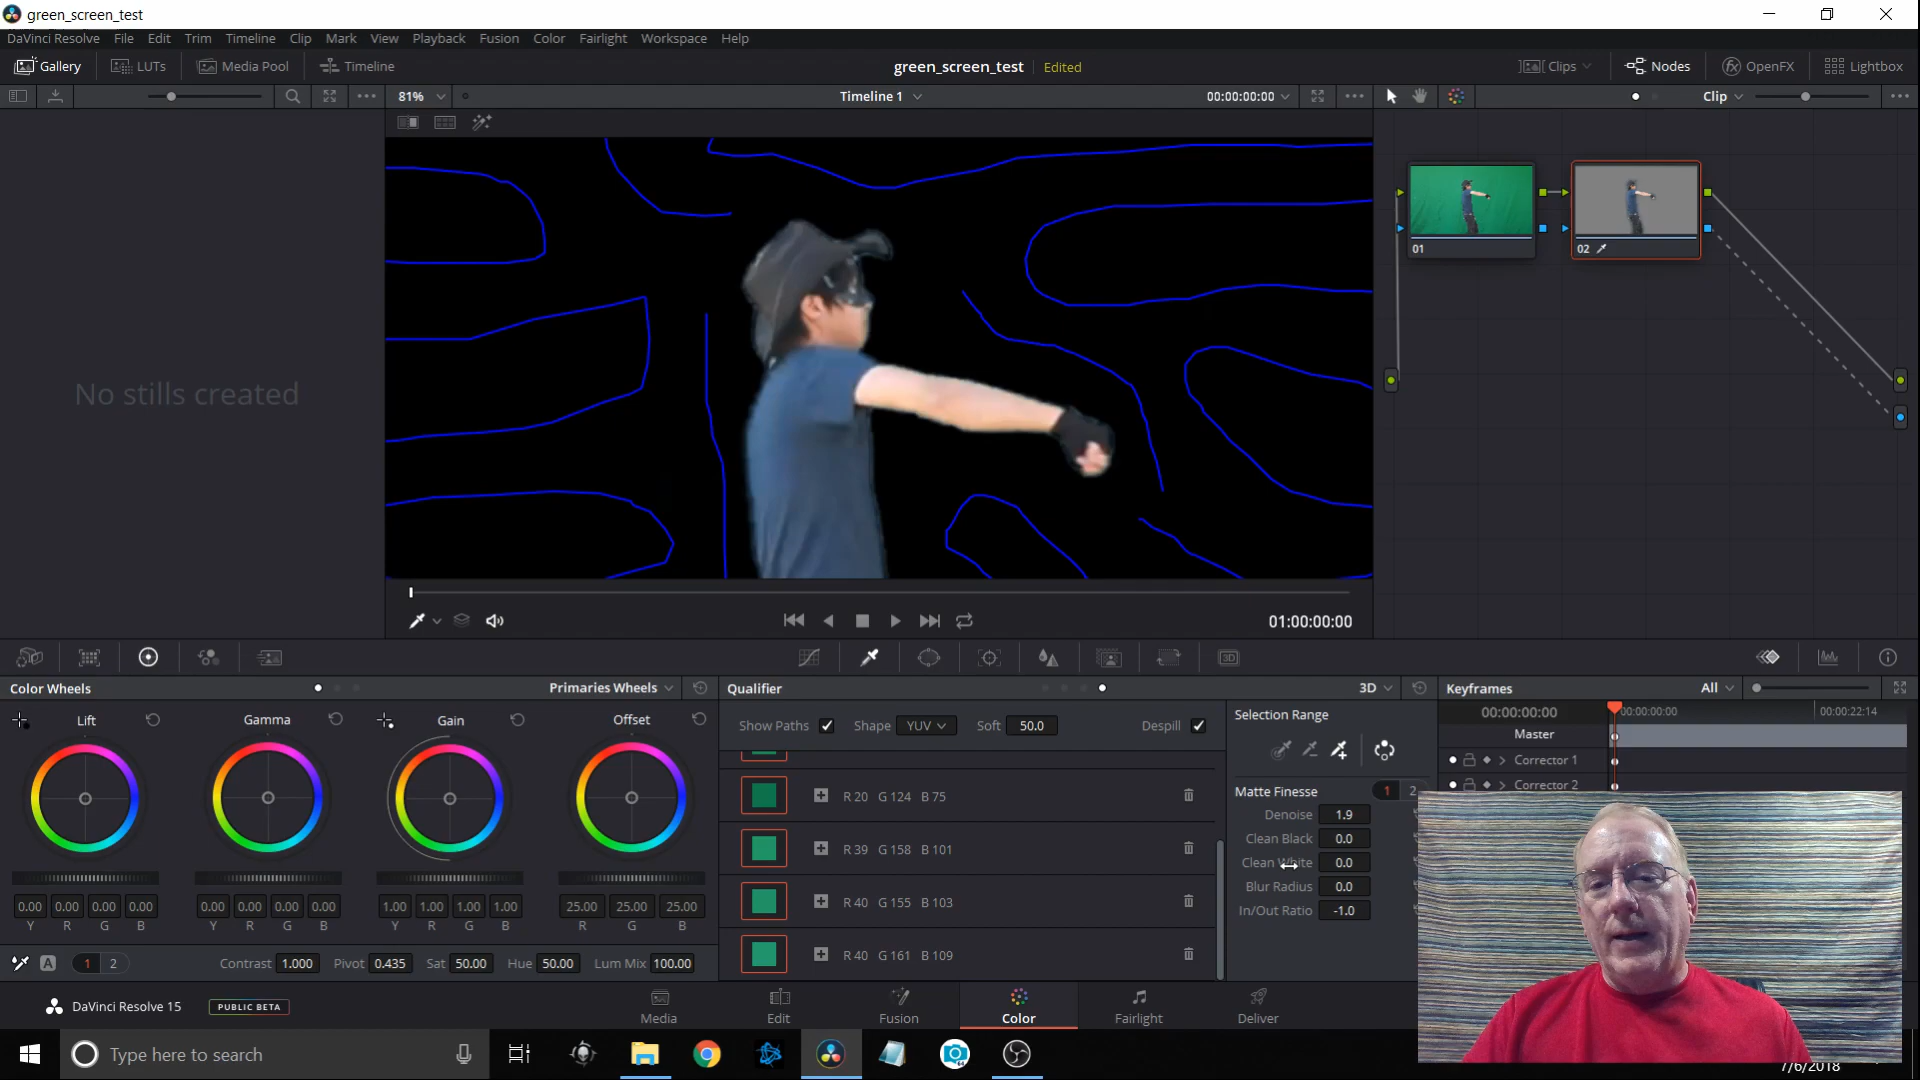 green_screen_test
DaVinci Resolve File Edit Trim Timeline Clip Mark View Playback Fusion Color Fairlight Workspace Help
Gallery LUTs Media Pool Timeline green_screen_test Edited Clips Nodes OpenFX Lightbox
81% Timeline 1 00:00:00:00 Clip
No stills created
01 02
01:00:00:00
3D
Color Wheels Primaries Wheels Qualifier 3D Keyframes All
Lift Gamma Gain Offset
Show Paths Shape YUV Soft 50.0 Despill
Selection Range
00:00:00:00 00:00:00:00 00:00:22:14
Master
Corrector 1
Corrector 2
R 20 G 124 B 75
R 39 G 158 B 101
R 40 G 155 B 103
R 40 G 161 B 109
Matte Finesse 1 2
Denoise 1.9
Clean Black 0.0
Clean White 0.0
Blur Radius 0.0
In/Out Ratio -1.0
0.00 0.00 0.00 0.00 0.00 0.00 0.00 0.00 1.00 1.00 1.00 1.00 25.00 25.00 25.00
Y R G B Y R G B Y R G B R G B
A 1 2 Contrast 1.000 Pivot 0.435 Sat 50.00 Hue 50.00 Lum Mix 100.00
DaVinci Resolve 15 PUBLIC BETA Media Edit Fusion Color Fairlight Deliver
Type here to search
7/6/2018